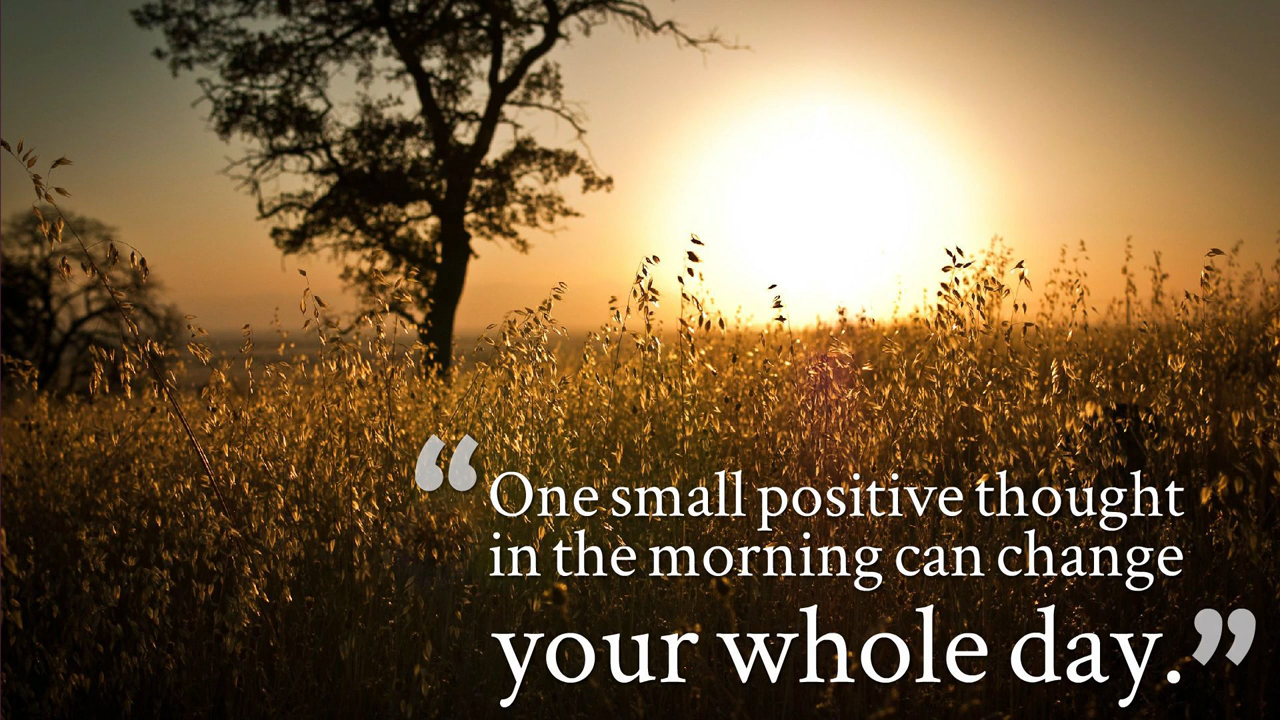 “One small positive thought
in the morning can change
your whole day.”